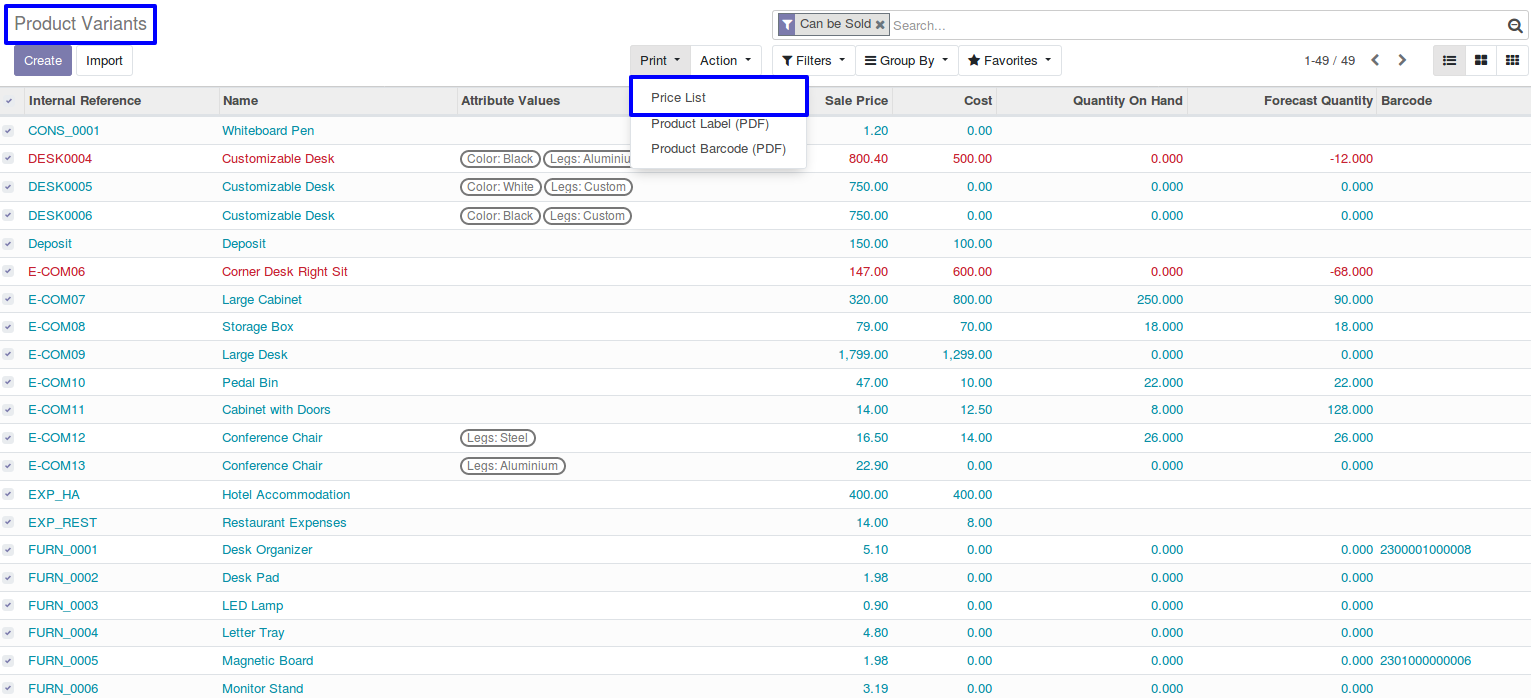 Product Variants
Can be Sold ✖ Search...
Create Import Print Action Filters Group By Favorites 1-49 / 49
Internal Reference Name Attribute Values Sale Price Cost Quantity On Hand Forecast Quantity Barcode
Price List
Product Label (PDF)
Product Barcode (PDF)
CONS_0001 Whiteboard Pen 1.20 0.00
DESK0004 Customizable Desk Color: Black Legs: Aluminiu 800.40 500.00 0.000 -12.000
DESK0005 Customizable Desk Color: White Legs: Custom 750.00 0.00 0.000 0.000
DESK0006 Customizable Desk Color: Black Legs: Custom 750.00 0.00 0.000 0.000
Deposit Deposit 150.00 100.00
E-COM06 Corner Desk Right Sit 147.00 600.00 0.000 -68.000
E-COM07 Large Cabinet 320.00 800.00 250.000 90.000
E-COM08 Storage Box 79.00 70.00 18.000 18.000
E-COM09 Large Desk 1,799.00 1,299.00 0.000 0.000
E-COM10 Pedal Bin 47.00 10.00 22.000 22.000
E-COM11 Cabinet with Doors 14.00 12.50 8.000 128.000
E-COM12 Conference Chair Legs: Steel 16.50 14.00 26.000 26.000
E-COM13 Conference Chair Legs: Aluminium 22.90 0.00 0.000 0.000
EXP_HA Hotel Accommodation 400.00 400.00
EXP_REST Restaurant Expenses 14.00 8.00
FURN_0001 Desk Organizer 5.10 0.00 0.000 0.000 2300001000008
FURN_0002 Desk Pad 1.98 0.00 0.000 0.000
FURN_0003 LED Lamp 0.90 0.00 0.000 0.000
FURN_0004 Letter Tray 4.80 0.00 0.000 0.000
FURN_0005 Magnetic Board 1.98 0.00 0.000 0.000 2301000000006
FURN_0006 Monitor Stand 3.19 0.00 0.000 0.000